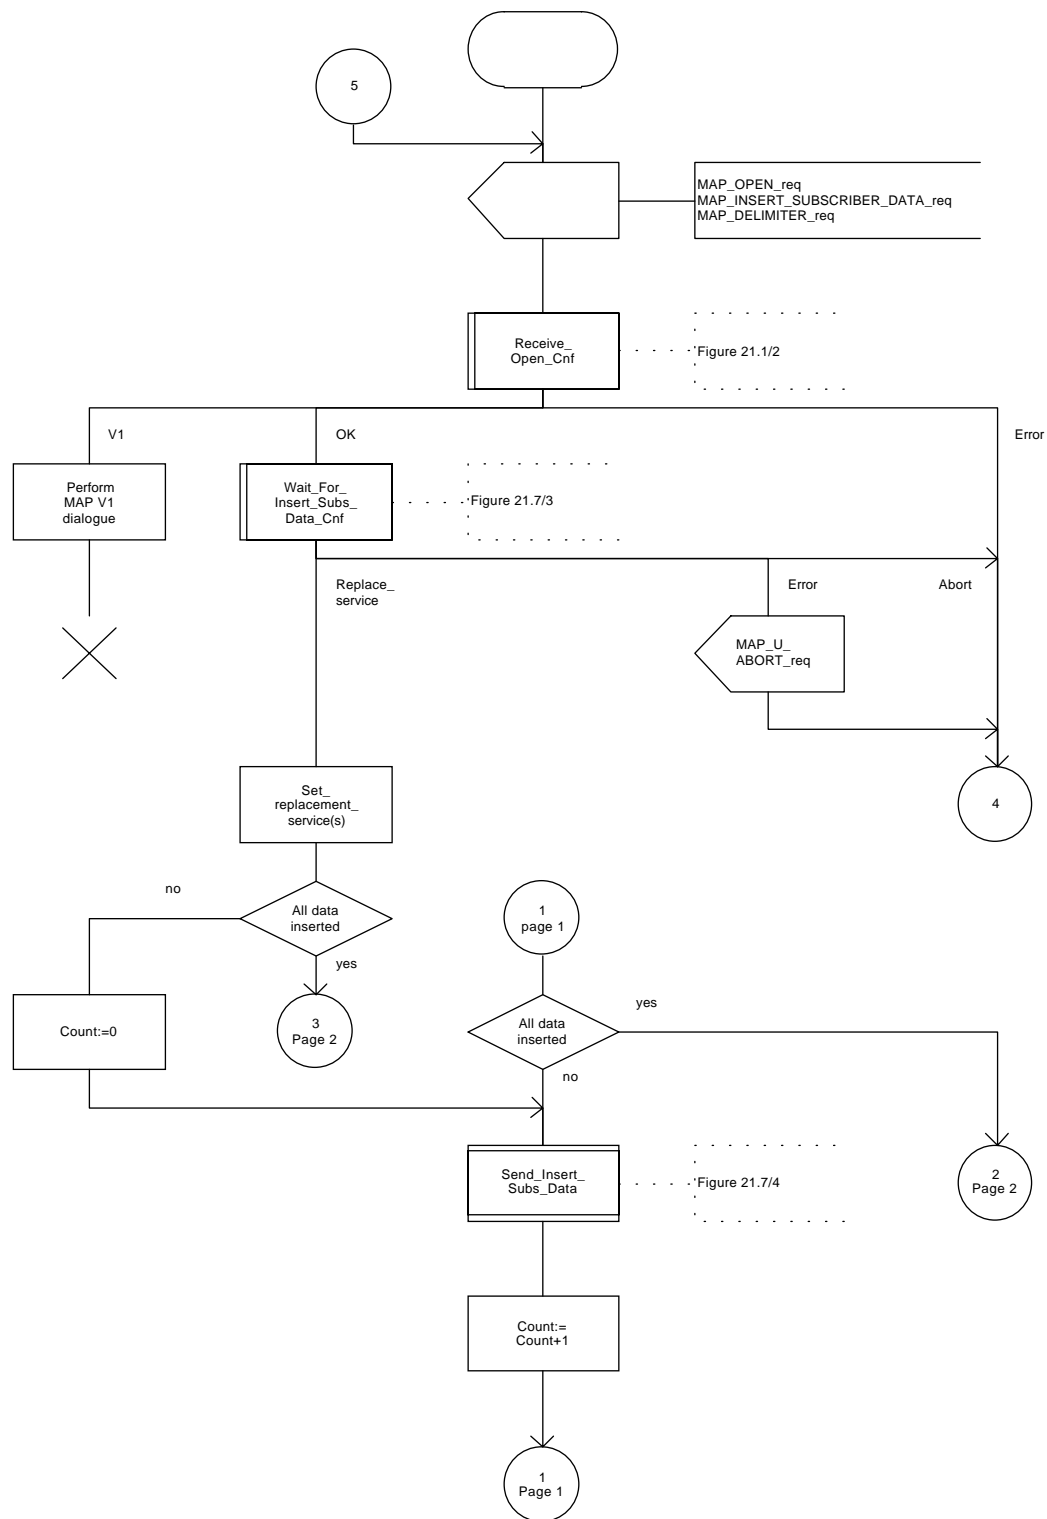 5
MAP_OPEN_req
MAP_INSERT_SUBSCRIBER_DATA_req
MAP_DELIMITER_req
Receive_
Open_Cnf
Figure 21.1/2
V1
OK
Error
Perform
MAP V1
dialogue
Wait_For_
Insert_Subs_
Data_Cnf
Figure 21.7/3
Replace_
service
Error
Abort
MAP_U_
ABORT_req
Set_
replacement_
service(s)
4
no
All data
inserted
yes
1
page 1
Count:=0
3
Page 2
All data
inserted
yes
no
Send_Insert_
Subs_Data
Figure 21.7/4
2
Page 2
Count:=
Count+1
1
Page 1